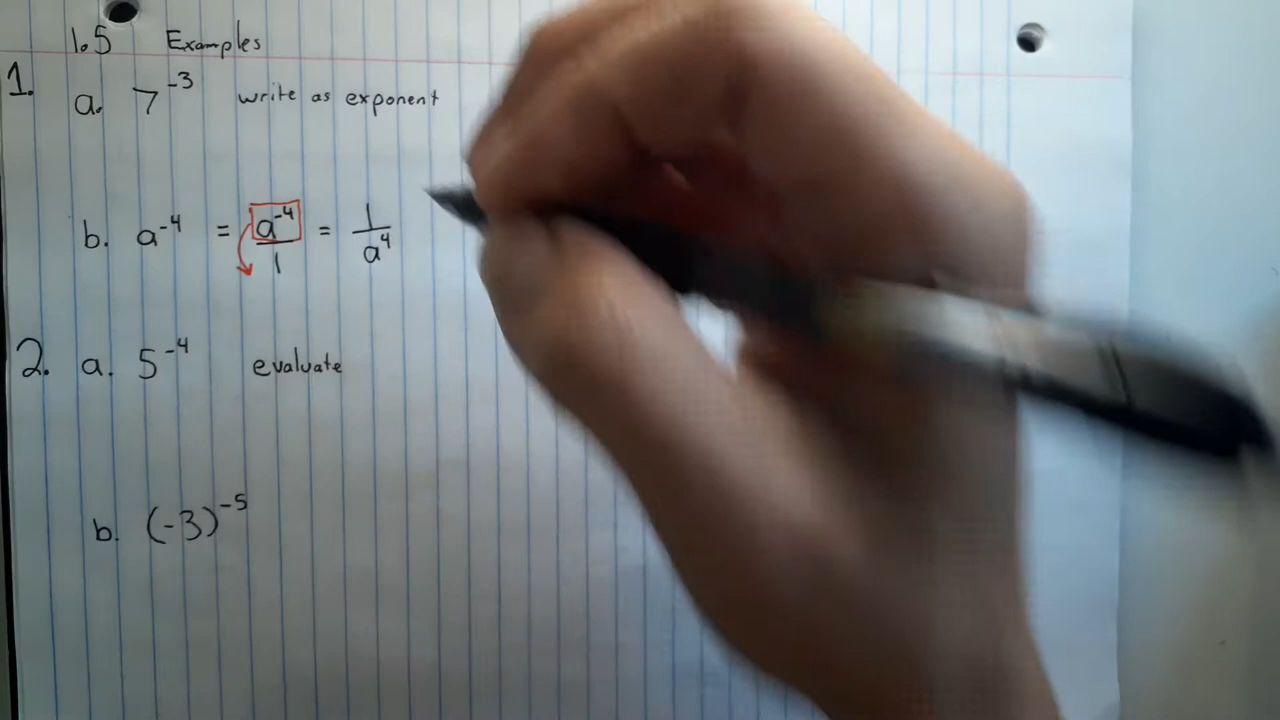 1.5 Examples
1. a. 7^-3 write as exponent
b. a^-4 = a^-4/1 = 1/a^4
2. a. 5^-4 evaluate
b. (-3)^-5